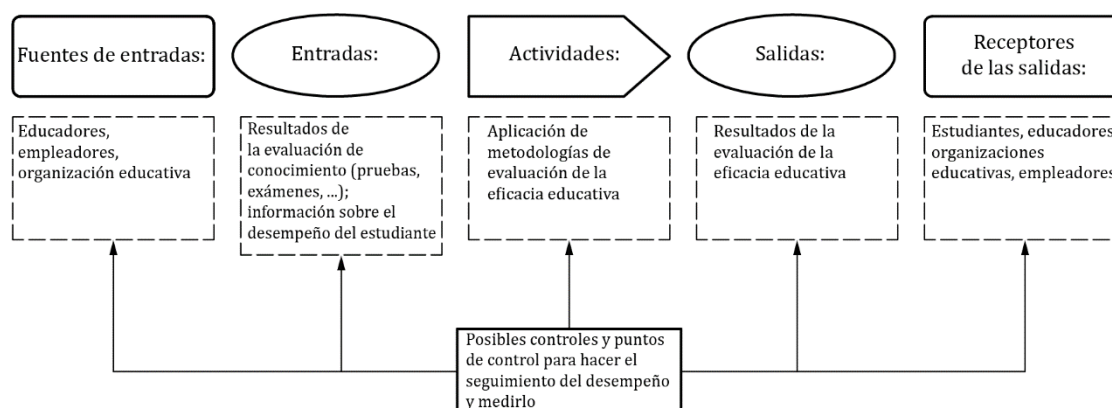 Fuentes de entradas:
Entradas:
Actividades:
Salidas:
Receptores
de las salidas:
Educadores,
empleadores,
organización educativa
Resultados de
la evaluación de
conocimiento (pruebas,
exámenes, ...);
información sobre el
desempeño del estudiante
Aplicación de
metodologías de
evaluación de la
eficacia educativa
Resultados de la
evaluación de la
eficacia educativa
Estudiantes, educadores,
organizaciones
educativas, empleadores
Posibles controles y puntos
de control para hacer el
seguimiento del desempeño
y medirlo